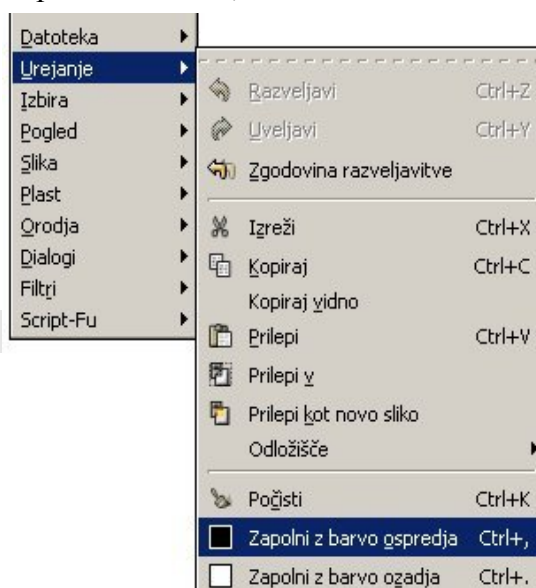 Datoteka
Urejanje
Izbira
Pogled
Slika
Plast
Orodja
Dialogi
Filtri
Script-Fu
Razveljavi Ctrl+Z
Uveljavi Ctrl+Y
Zgodovina razveljavitve
Izreži Ctrl+X
Kopiraj Ctrl+C
Kopiraj vidno
Prilepi Ctrl+V
Prilepi v
Prilepi kot novo sliko
Odložišče
Počisti Ctrl+K
Zapolni z barvo ospredja Ctrl+,
Zapolni z barvo ozadja Ctrl+.